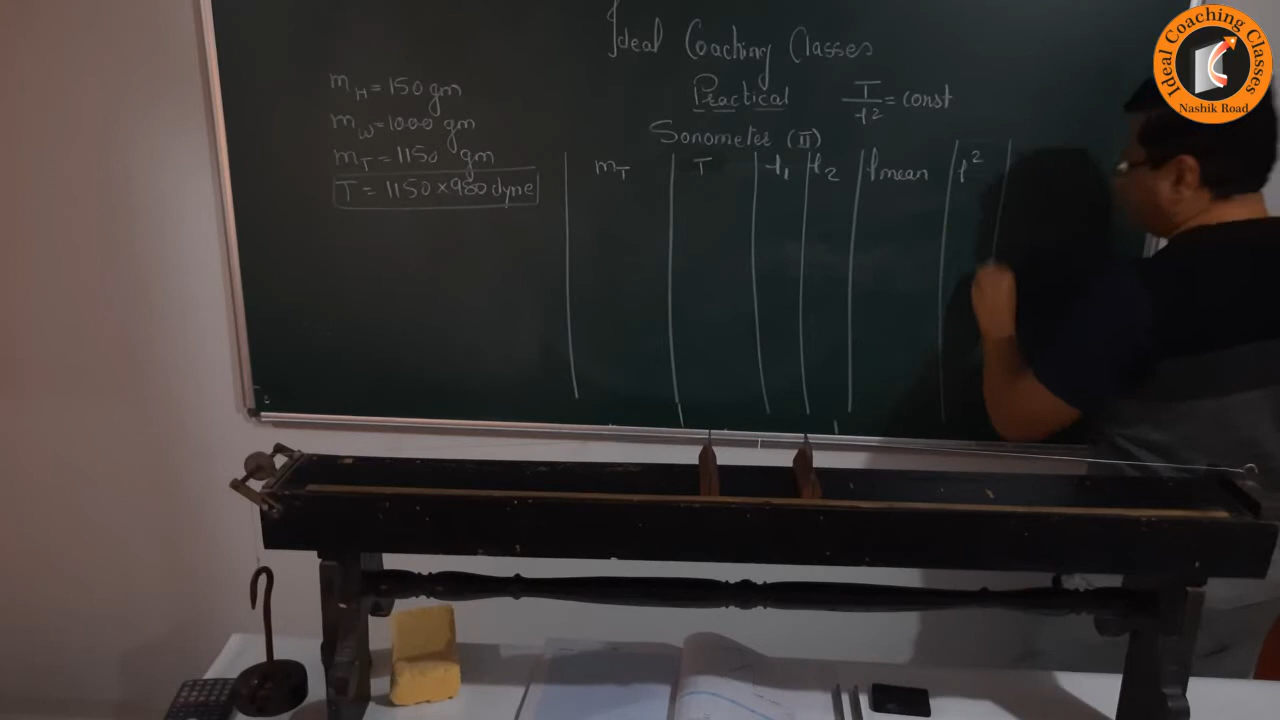 Ideal Coaching Classes
Practical
T/l² = const
Sonometer (II)
m_H = 150 gm
m_W = 1000 gm
m_T = 1150 gm
T = 1150 × 980 dyne
m_T T l₁ l₂ lmean l²
Ideal Coaching Classes
Nashik Road